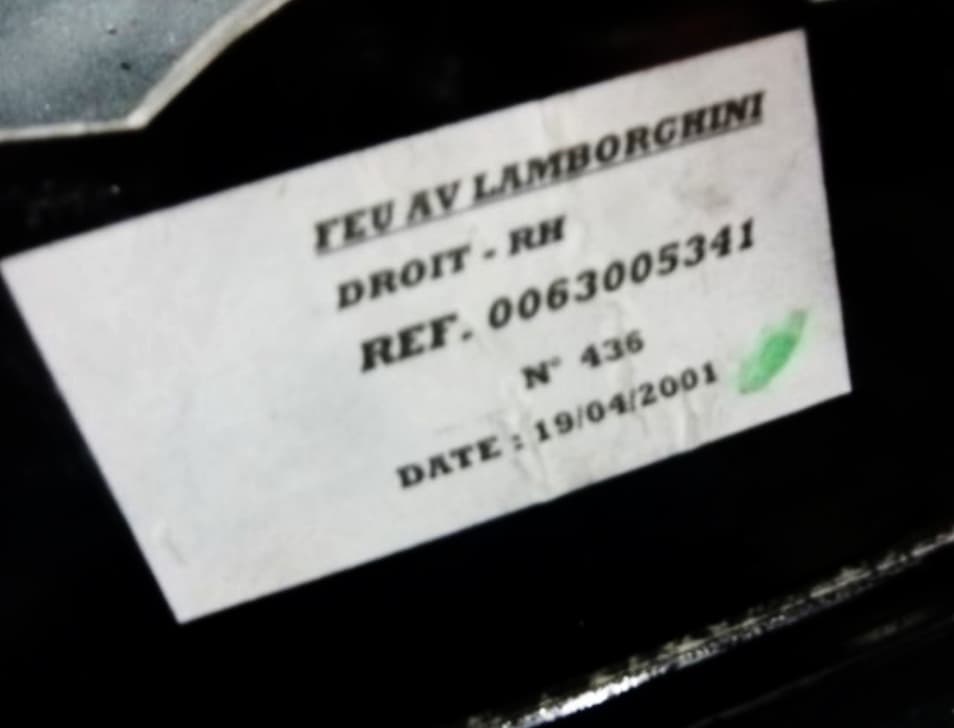 FEU AV LAMBORGHINI
DROIT - RH
REF. 0063005341
N° 436
DATE : 19/04/2001